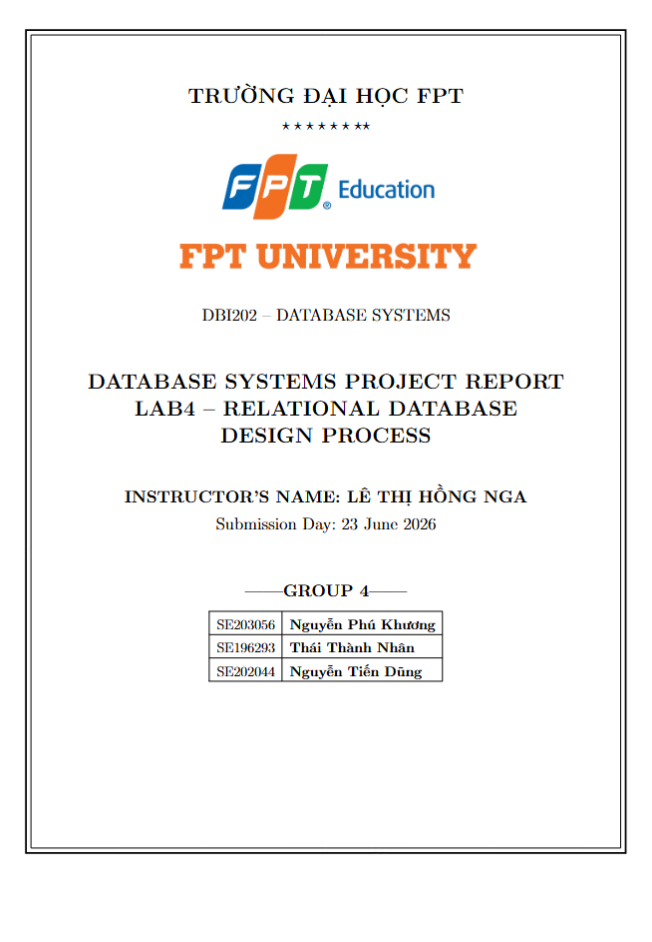 TRƯỜNG ĐẠI HỌC FPT
⋆⋆⋆⋆⋆⋆⋆⋆⋆
FPT® Education
FPT UNIVERSITY
DBI202 – DATABASE SYSTEMS
DATABASE SYSTEMS PROJECT REPORT
LAB4 – RELATIONAL DATABASE
DESIGN PROCESS
INSTRUCTOR'S NAME: LÊ THỊ HỒNG NGA
Submission Day: 23 June 2026
——GROUP 4——
SE203056 Nguyễn Phú Khương
SE196293 Thái Thành Nhân
SE202044 Nguyễn Tiến Dũng